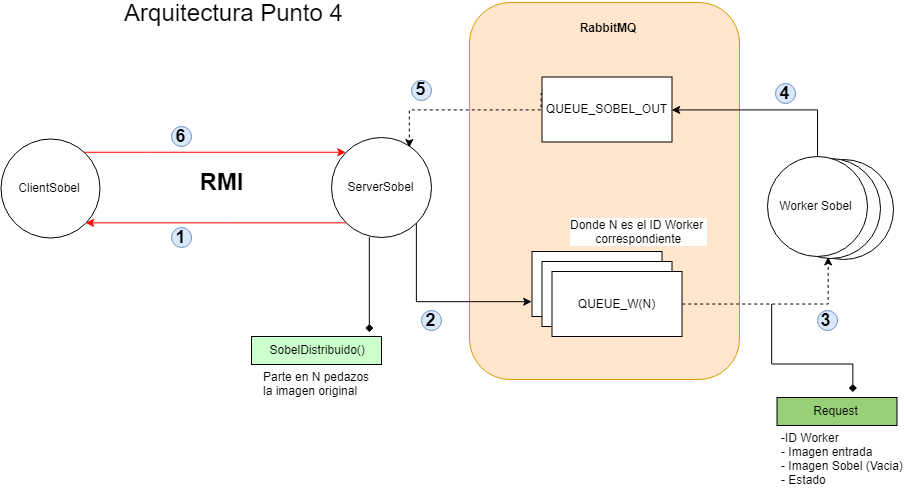 Arquitectura Punto 4
RabbitMQ
QUEUE_SOBEL_OUT
5
4
6
ClientSobel
RMI
ServerSobel
Worker Sobel
1
Donde N es el ID Worker
correspondiente
QUEUE_W(N)
2
3
SobelDistribuido()
Parte en N pedazos
la imagen original
Request
-ID Worker
- Imagen entrada
- Imagen Sobel (Vacia)
- Estado